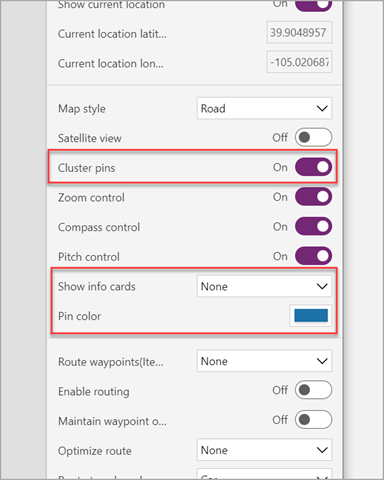 Show current location On
Current location latit... 39.9048957
Current location lon... -105.020687
Map style Road
Satellite view Off
Cluster pins On
Zoom control On
Compass control On
Pitch control On
Show info cards None
Pin color
Route waypoints(Ite... None
Enable routing Off
Maintain waypoint o... Off
Optimize route None